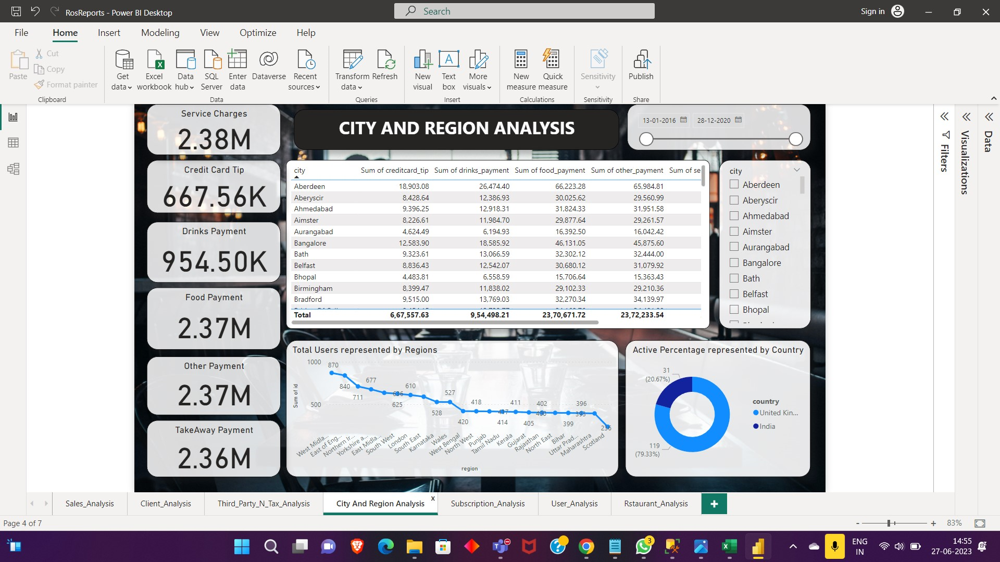 RosReports - Power BI Desktop
Search
Sign in
File Home Insert Modeling View Optimize Help
Paste
Cut
Copy
Format painter
Clipboard
Get data
Excel workbook
Data hub
SQL Server
Enter data
Dataverse
Recent sources
Data
Transform data
Refresh
Queries
New visual
Text box
More visuals
Insert
New measure
Quick measure
Calculations
Sensitivity
Sensitivity
Publish
Share
Service Charges
2.38M
Credit Card Tip
667.56K
Drinks Payment
954.50K
Food Payment
2.37M
Other Payment
2.37M
TakeAway Payment
2.36M
CITY AND REGION ANALYSIS
13-01-2016 28-12-2020
city Sum of creditcard_tip Sum of drinks_payment Sum of food_payment Sum of other_payment Sum of se
Aberdeen 18,903.08 26,474.40 66,223.28 65,984.81
Aberyscir 8,428.64 12,386.93 30,025.62 29,560.99
Ahmedabad 9,396.25 12,918.31 31,824.33 31,951.58
Aimster 8,226.61 11,984.70 29,877.64 29,261.57
Aurangabad 4,624.49 6,194.93 16,392.50 16,042.42
Bangalore 12,583.90 18,585.92 46,131.05 45,875.60
Bath 9,323.61 13,066.59 32,302.12 32,444.00
Belfast 8,836.43 12,542.07 30,680.12 31,079.92
Bhopal 4,483.81 6,558.59 15,706.64 15,363.43
Birmingham 8,399.47 11,838.02 29,102.33 29,210.36
Bradford 9,515.00 13,769.03 32,270.34 34,139.97
Total 6,67,557.63 9,54,498.21 23,70,671.72 23,72,233.54
city
Aberdeen
Aberyscir
Ahmedabad
Aimster
Aurangabad
Bangalore
Bath
Belfast
Bhopal
Total Users represented by Regions
Sum of id
1000
500
870
840
711
677
625
610
528
527
420
418
414
411
405
402
400
399
396
393
236
West Midla...
East of Eng...
Northern Ir...
Yorkshire a...
East Midla...
South West
London
South East
Karnataka
Wales
West Bengal
North West
Punjab
Tamil Nadu
Kerala
Gujarat
Rajasthan
North East
Bihar
Uttar Prad...
Maharashtra
Scotland
region
Active Percentage represented by Country
31
(20.67%)
119
(79.33%)
country
United Kin...
India
Filters
Visualizations
Data
Sales_Analysis
Client_Analysis
Third_Party_N_Tax_Analysis
City And Region Analysis
x
Subscription_Analysis
User_Analysis
Rstaurant_Analysis
+
Page 4 of 7
- + 83%
3
ENG
IN
14:55
27-06-2023